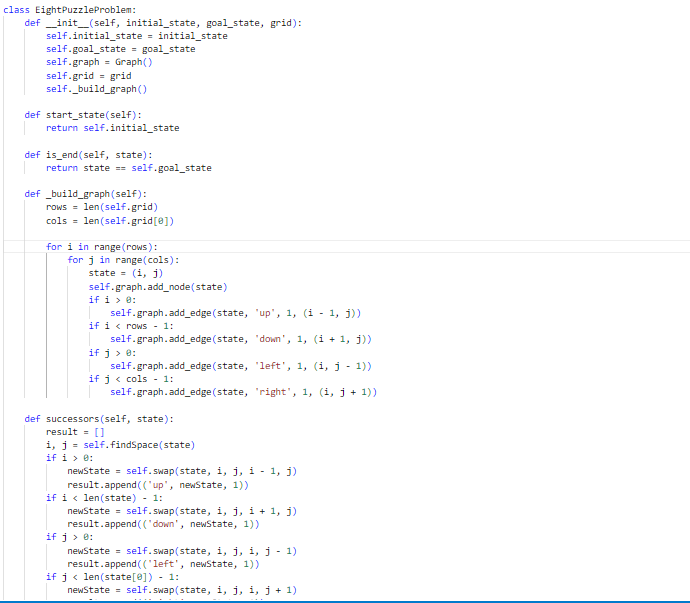 class EightPuzzleProblem:
    def __init__(self, initial_state, goal_state, grid):
        self.initial_state = initial_state
        self.goal_state = goal_state
        self.graph = Graph()
        self.grid = grid
        self._build_graph()
    def start_state(self):
        return self.initial_state
    def is_end(self, state):
        return state == self.goal_state
    def _build_graph(self):
        rows = len(self.grid)
        cols = len(self.grid[0])
        for i in range(rows):
            for j in range(cols):
                state = (i, j)
                self.graph.add_node(state)
                if i > 0:
                    self.graph.add_edge(state, 'up', 1, (i - 1, j))
                if i < rows - 1:
                    self.graph.add_edge(state, 'down', 1, (i + 1, j))
                if j > 0:
                    self.graph.add_edge(state, 'left', 1, (i, j - 1))
                if j < cols - 1:
                    self.graph.add_edge(state, 'right', 1, (i, j + 1))
    def successors(self, state):
        result = []
        i, j = self.findSpace(state)
        if i > 0:
            newState = self.swap(state, i, j, i - 1, j)
            result.append(('up', newState, 1))
        if i < len(state) - 1:
            newState = self.swap(state, i, j, i + 1, j)
            result.append(('down', newState, 1))
        if j > 0:
            newState = self.swap(state, i, j, i, j - 1)
            result.append(('left', newState, 1))
        if j < len(state[0]) - 1:
            newState = self.swap(state, i, j, i, j + 1)